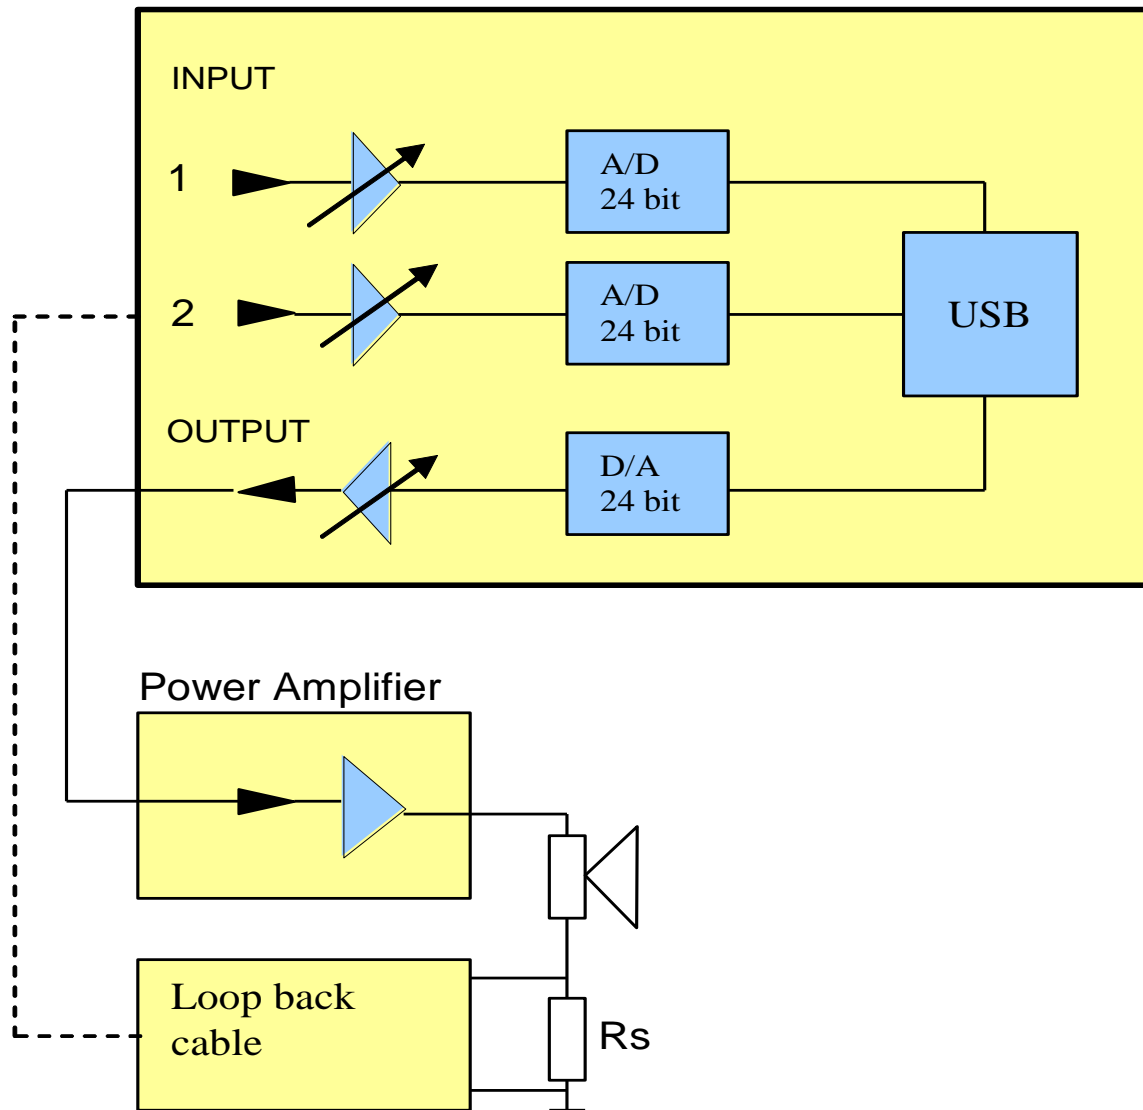 INPUT
1
A/D
24 bit
2
A/D
24 bit
USB
OUTPUT
D/A
24 bit
Power Amplifier
Loop back
cable
Rs